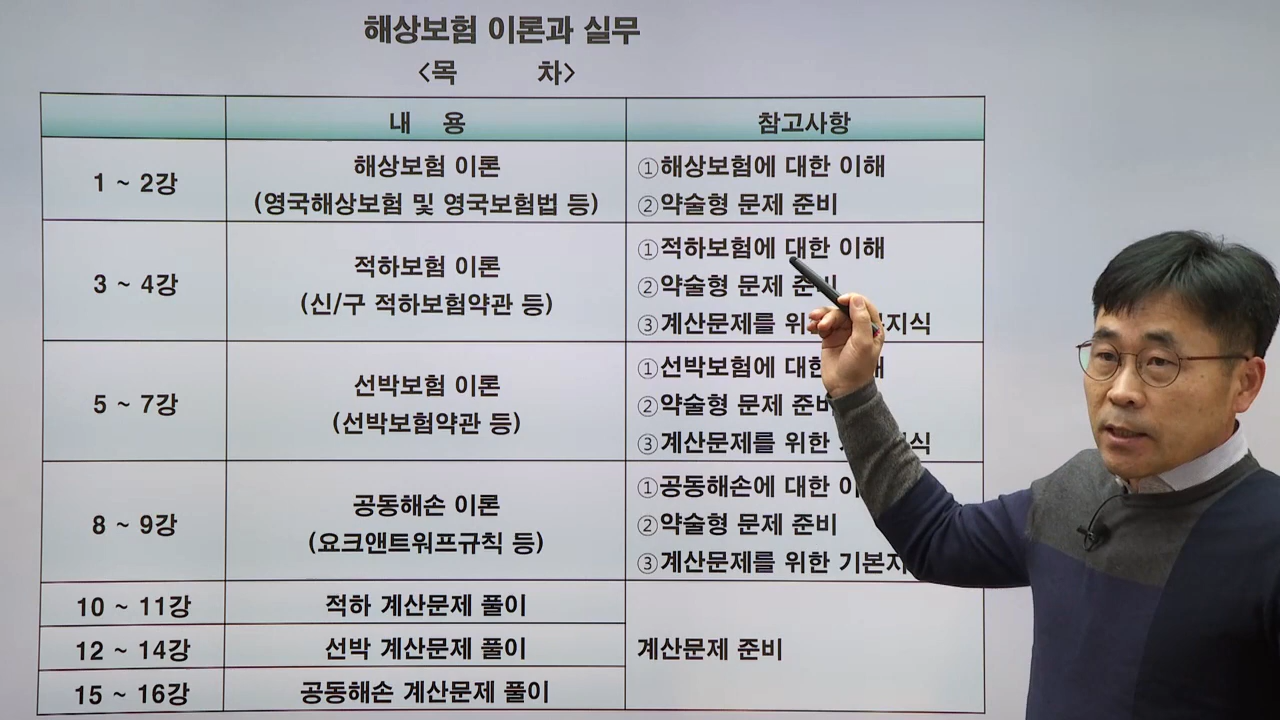 해상보험 이론과 실무
<목 차>
내 용
참고사항
1 ~ 2강
해상보험 이론
(영국해상보험 및 영국보험법 등)
①해상보험에 대한 이해
②약술형 문제 준비
3 ~ 4강
적하보험 이론
(신/구 적하보험약관 등)
①적하보험에 대한 이해
②약술형 문제 준비
③계산문제를 위한
5 ~ 7강
선박보험 이론
(선박보험약관 등)
①선박보험에 대한
②약술형 문제 준비
③계산문제를 위한
8 ~ 9강
공동해손 이론
(요크앤트워프규칙 등)
①공동해손에 대한
②약술형 문제 준비
③계산문제를 위한
10 ~ 11강
적하 계산문제 풀이
12 ~ 14강
선박 계산문제 풀이
계산문제 준비
15 ~ 16강
공동해손 계산문제 풀이